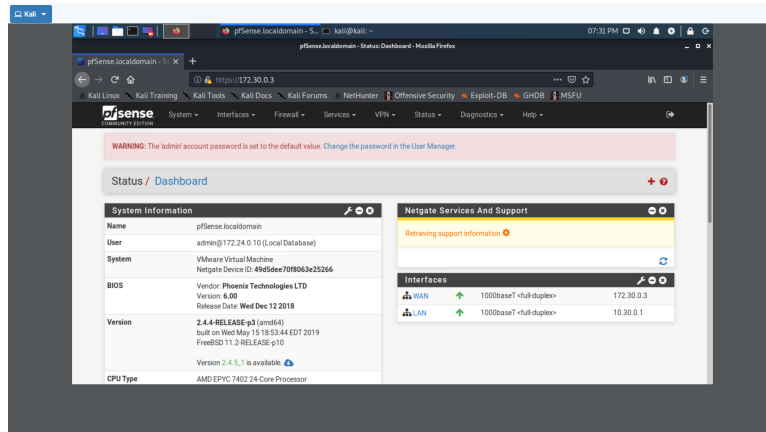 Kali
pfSense.localdomain - S...
kali@kali: ~
07:31 PM
pfSense.localdomain - Status: Dashboard - Mozilla Firefox
pfSense.localdomain - S
https://172.30.0.3
Kali Linux
Kali Training
Kali Tools
Kali Docs
Kali Forums
NetHunter
Offensive Security
Exploit-DB
GHDB
MSFU
pfsense
COMMUNITY EDITION
System
Interfaces
Firewall
Services
VPN
Status
Diagnostics
Help
WARNING: The 'admin' account password is set to the default value. Change the password in the User Manager.
Status / Dashboard
System Information
Name pfSense.localdomain
User admin@172.24.0.10 (Local Database)
System VMware Virtual Machine
Netgate Device ID: 49d5dee70f8063e25266
BIOS Vendor: Phoenix Technologies LTD
Version: 6.00
Release Date: Wed Dec 12 2018
Version 2.4.4-RELEASE-p3 (amd64)
built on Wed May 15 18:53:44 EDT 2019
FreeBSD 11.2-RELEASE-p10
Version 2.4.5_1 is available.
CPU Type AMD EPYC 7402 24-Core Processor
Netgate Services And Support
Retrieving support information
Interfaces
WAN 1000baseT <full-duplex> 172.30.0.3
LAN 1000baseT <full-duplex> 10.30.0.1